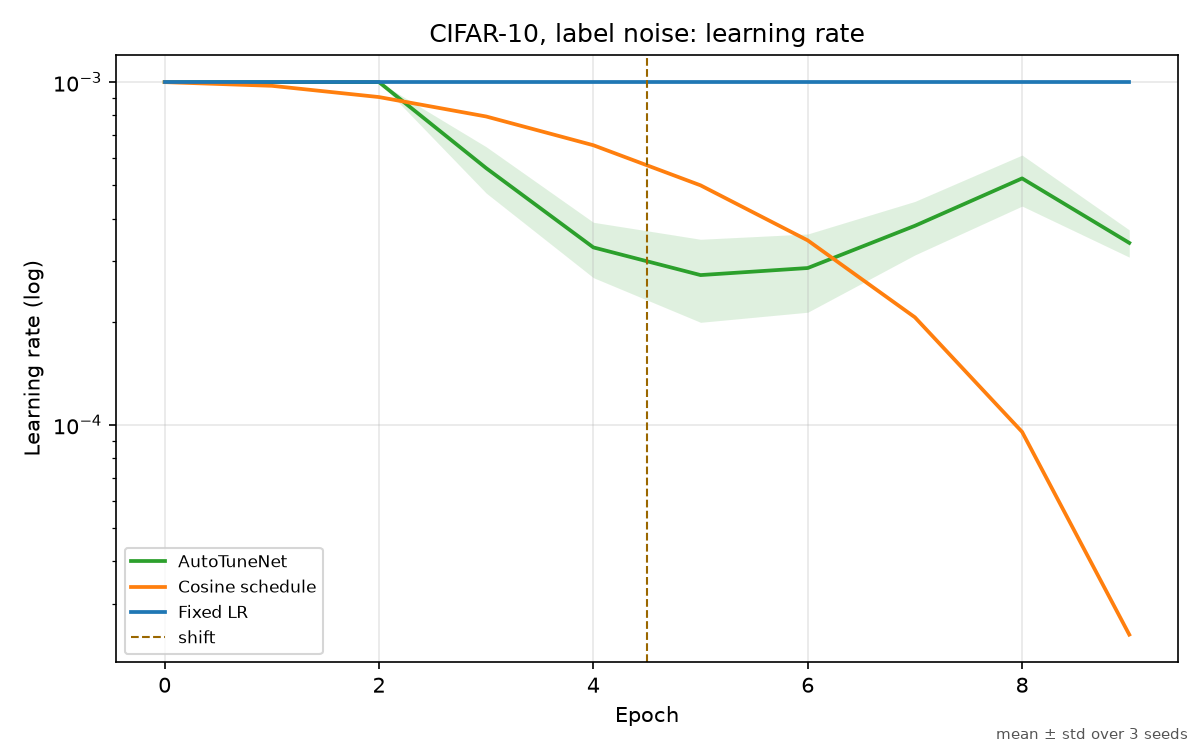 CIFAR-10, label noise: learning rate
Learning rate (log)
10⁻³
10⁻⁴
AutoTuneNet
Cosine schedule
Fixed LR
shift
0 2 4 6 8
Epoch
mean ± std over 3 seeds